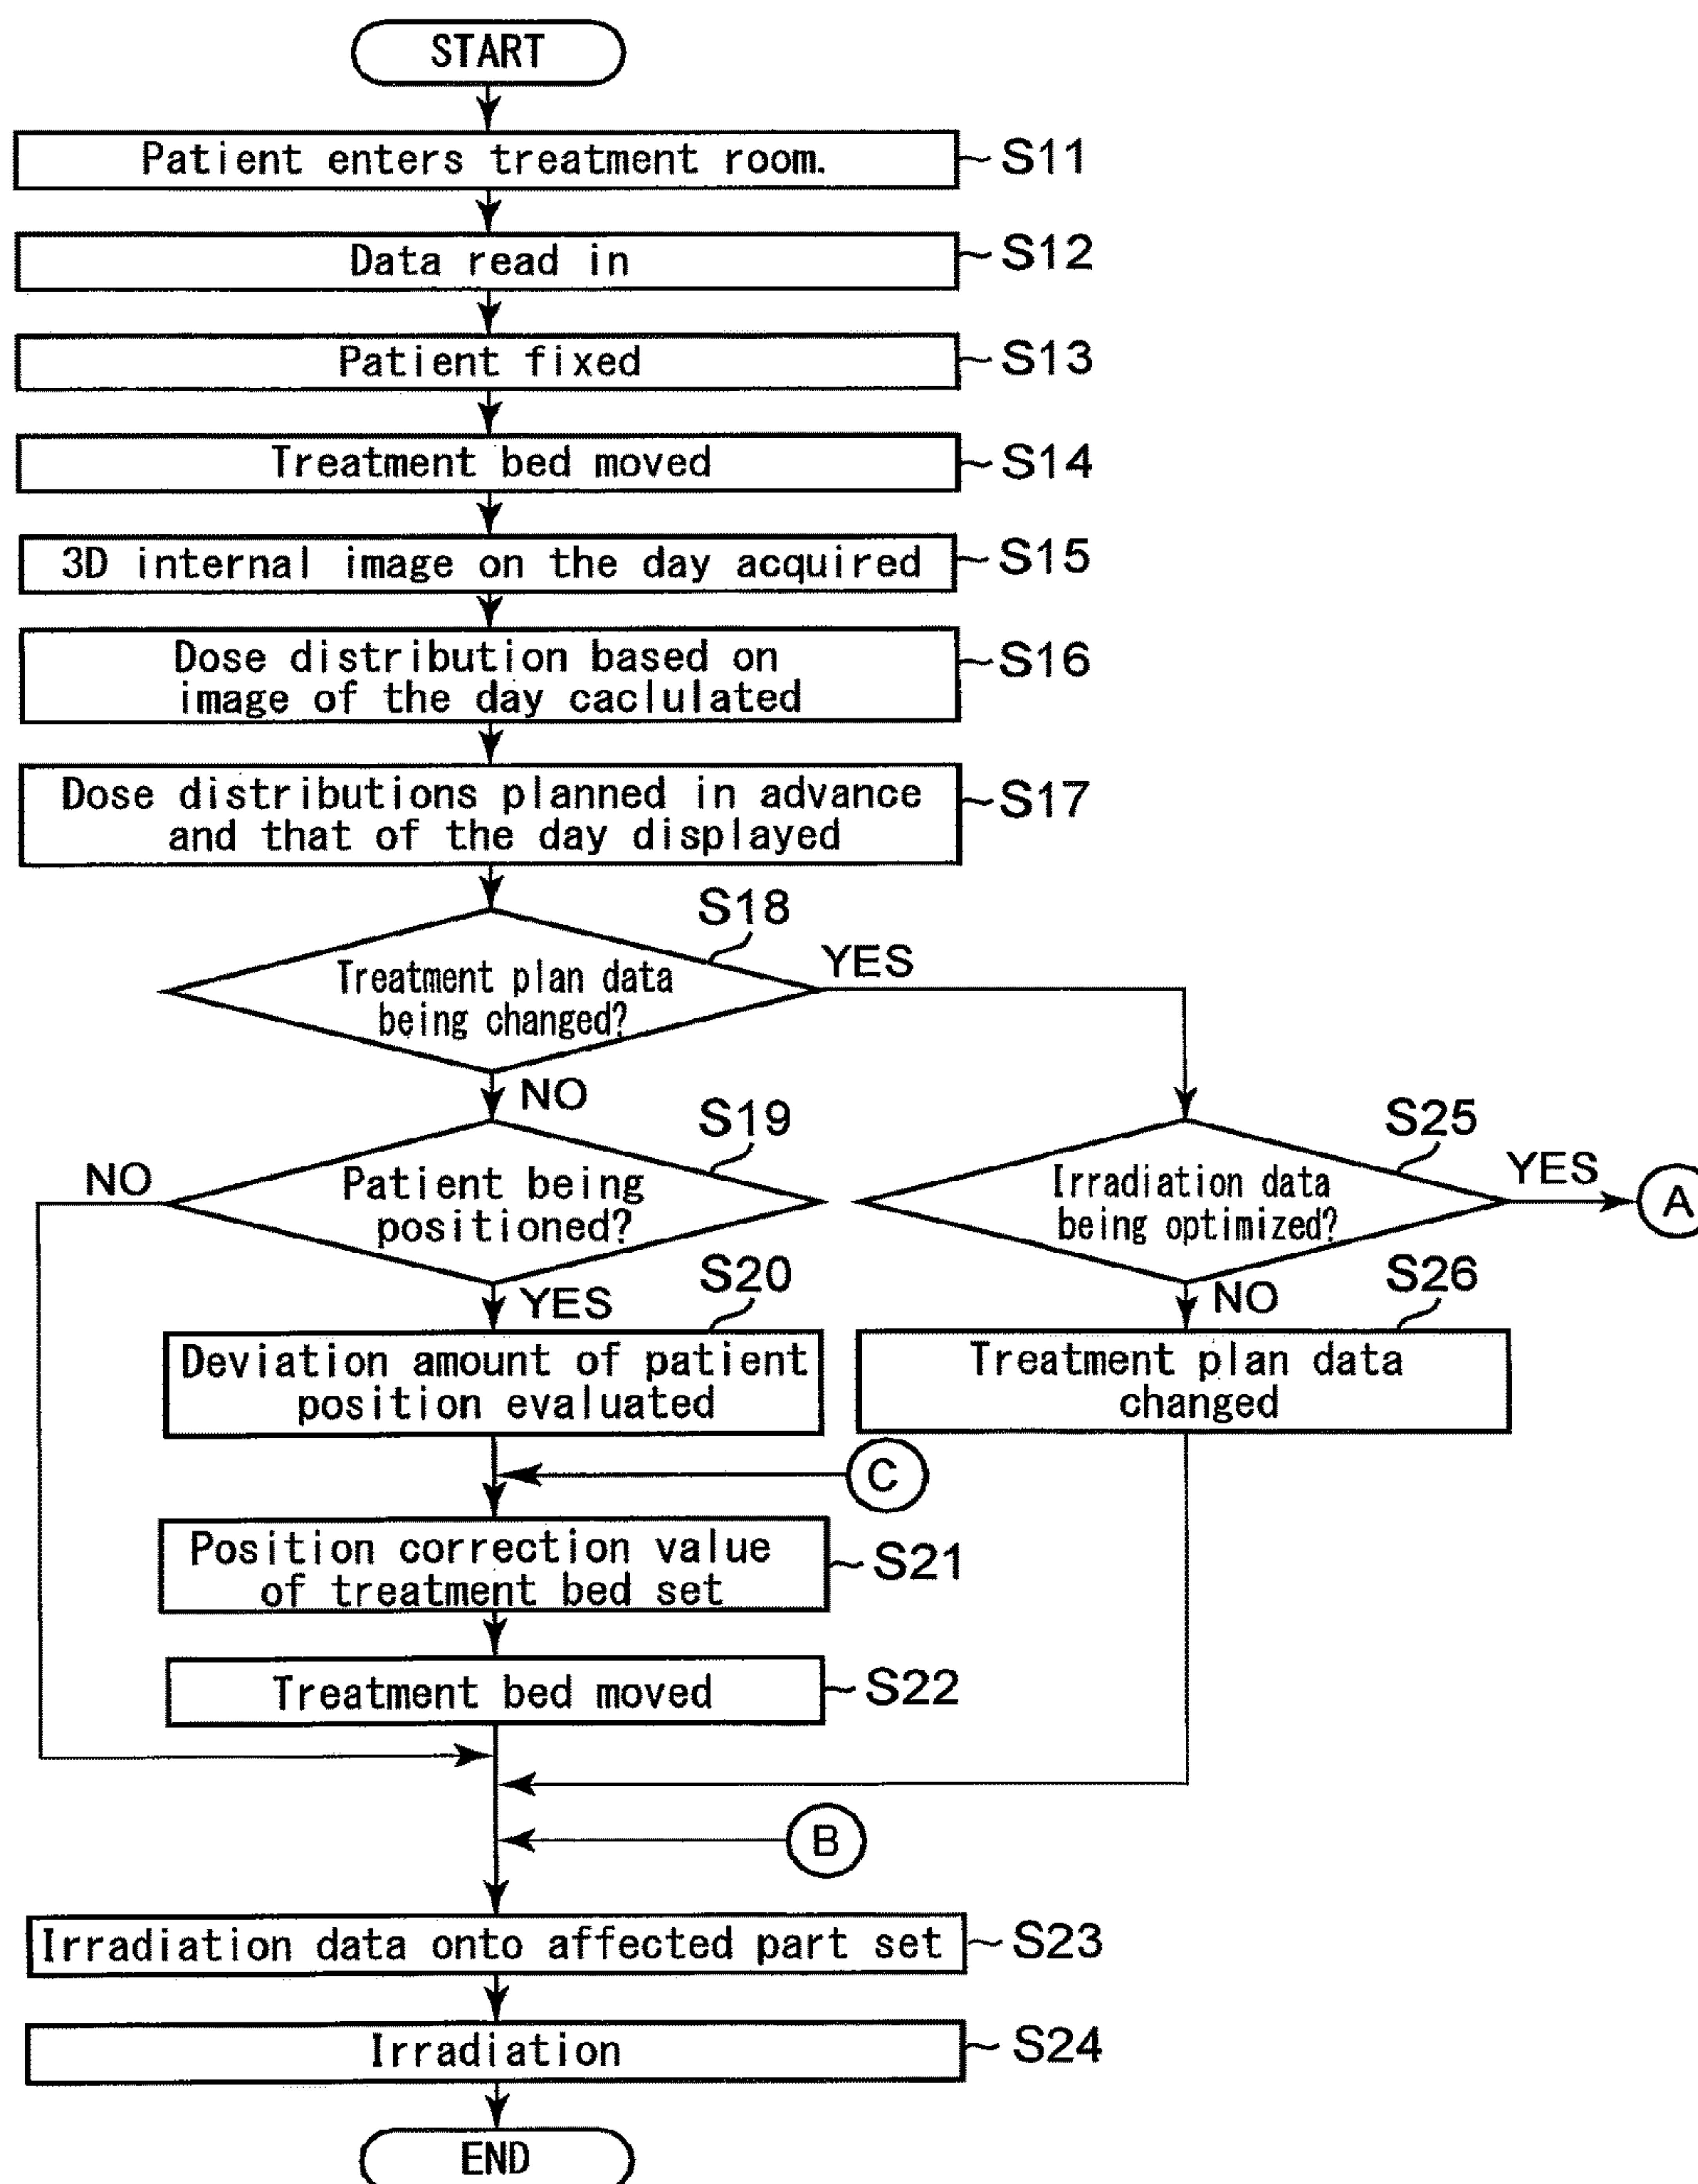 START
Patient enters treatment room.
S11
Data read in
S12
Patient fixed
S13
Treatment bed moved
S14
3D internal image on the day acquired
S15
Dose distribution based on
image of the day caclulated
S16
Dose distributions planned in advance
and that of the day displayed
S17
S18
Treatment plan data
being changed?
YES
NO
S19
Patient being
positioned?
NO
YES
S25
Irradiation data
being optimized?
YES
A
NO
S20
Deviation amount of patient
position evaluated
S26
Treatment plan data
changed
C
Position correction value
of treatment bed set
S21
Treatment bed moved
S22
B
Irradiation data onto affected part set
S23
Irradiation
S24
END